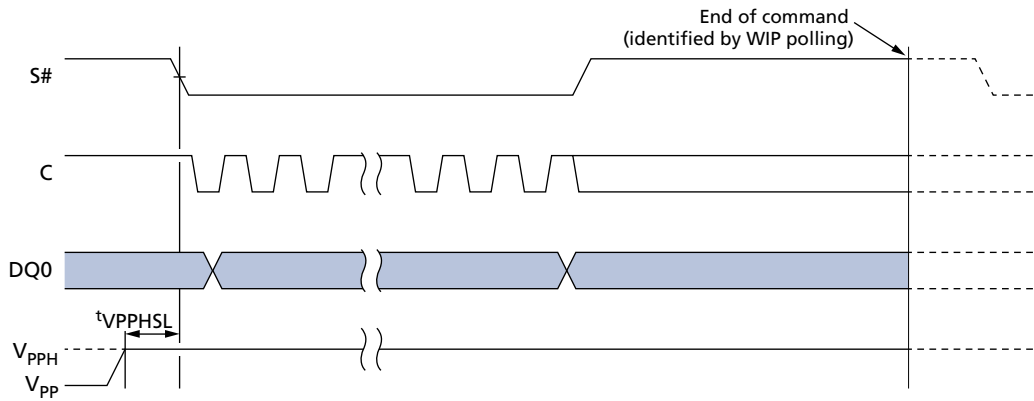 End of command
(identified by WIP polling)
S#
C
DQ0
tVPPHSL
VPPH
VPP